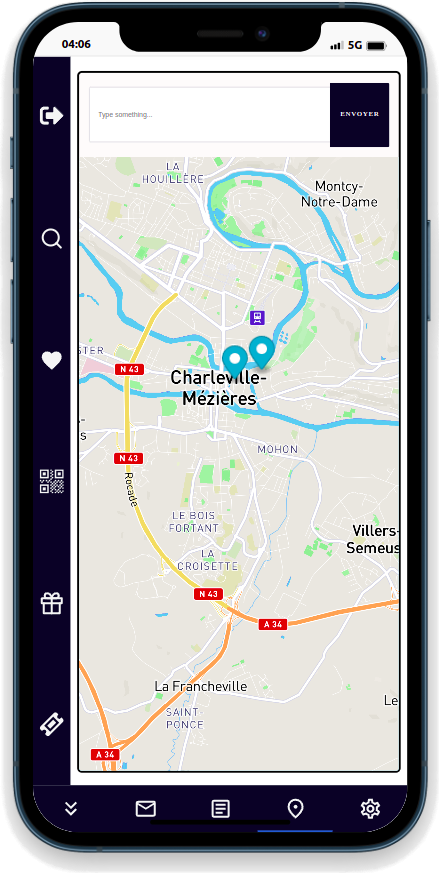 04:06
5G
Type something...
ENVOYER
LA
HOUILLÈRE
Montcy-
Notre-Dame
STER
N 43
Charleville-
Mézières
-
s
N 43
MOHON
Rocade
LE BOIS
FORTANT
Villers-
Semeus
LA
CROISETTE
N 43
A 34
La Francheville
Le
SAINT-
PONCE
A 34